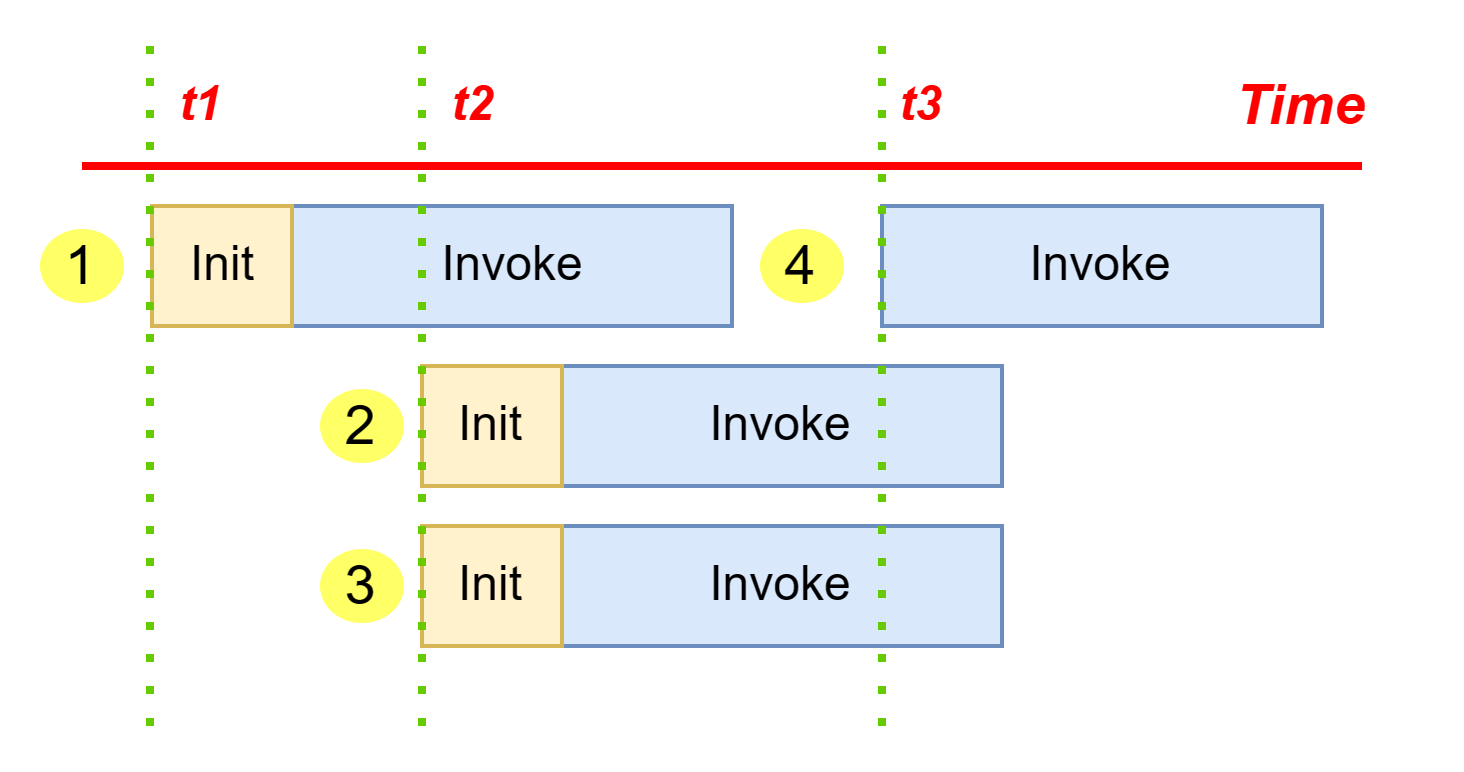 t1 t2 t3 Time
1 Init Invoke 4 Invoke
2 Init Invoke
3 Init Invoke